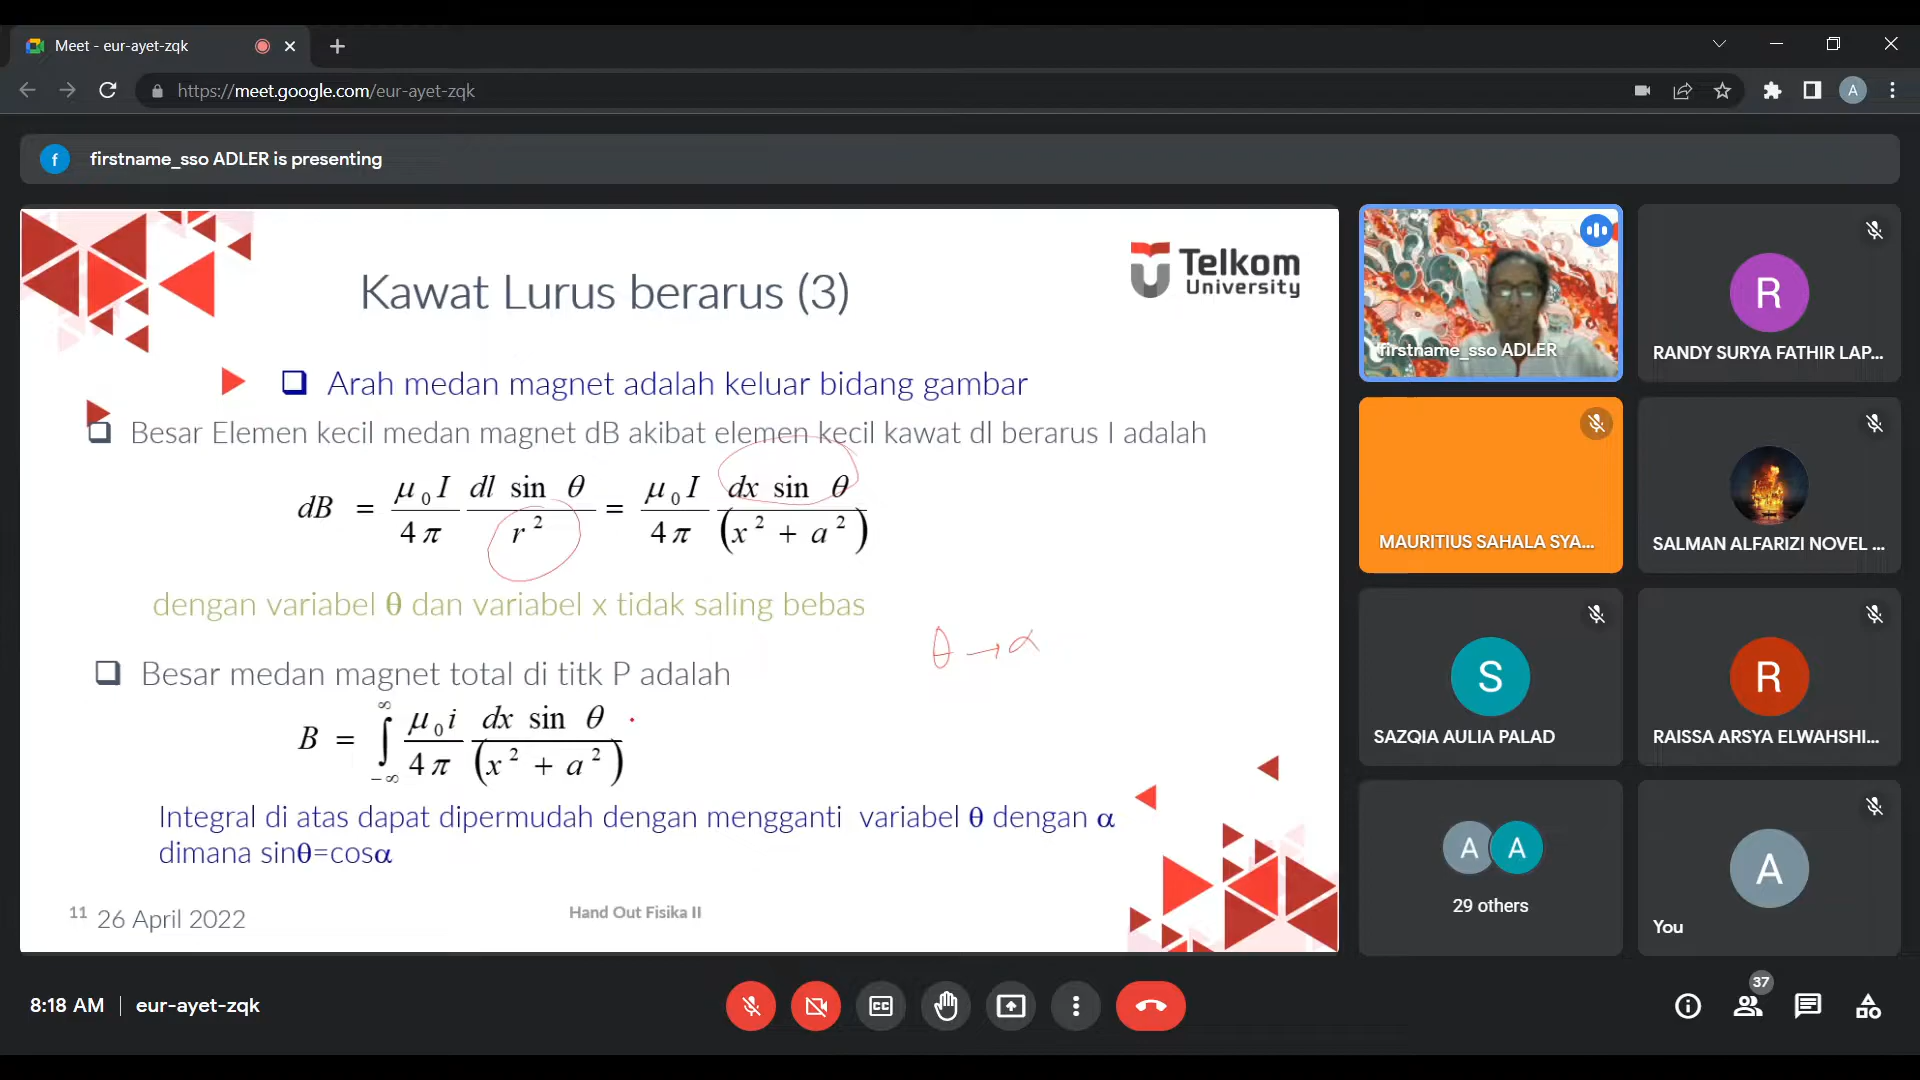 Meet - eur-ayet-zqk
https://meet.google.com/eur-ayet-zqk
A
f
firstname_sso ADLER is presenting
Kawat Lurus berarus (3)
Telkom
University
Arah medan magnet adalah keluar bidang gambar
Besar Elemen kecil medan magnet dB akibat elemen kecil kawat dl berarus I adalah
dB = μ₀I/4π dl sin θ/r² = μ₀I/4π dx sin θ/(x² + a²)
dengan variabel θ dan variabel x tidak saling bebas
θ → α
Besar medan magnet total di titk P adalah
B = ∫_{-∞}^{∞} μ₀i/4π dx sin θ/(x² + a²)
Integral di atas dapat dipermudah dengan mengganti variabel θ dengan α
dimana sinθ=cosα
11
26 April 2022
Hand Out Fisika II
firstname_sso ADLER
R
RANDY SURYA FATHIR LAP...
MAURITIUS SAHALA SYA...
SALMAN ALFARIZI NOVEL ...
S
SAZQIA AULIA PALAD
R
RAISSA ARSYA ELWAHSHI...
A
A
29 others
A
You
8:18 AM
eur-ayet-zqk
CC
37